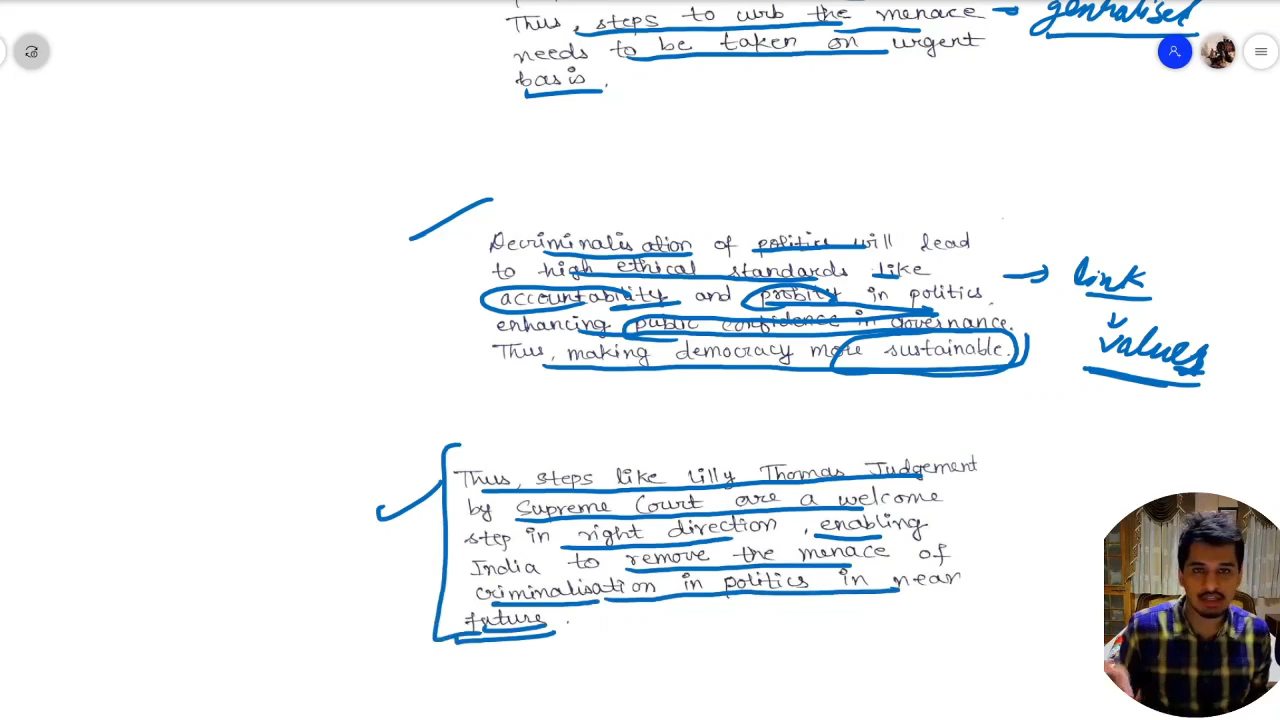 Thus, steps to curb the menace → genralised
needs to be taken on urgent
basis.
Decriminalisation of politics will lead
to high ethical standards like
accountability and probity in politics,
enhancing public confidence in governance.
Thus, making democracy more sustainable.
→ link
values
Thus, steps like Lilly Thomas Judgement
by Supreme Court are a welcome
step in right direction, enabling
India to remove the menace of
criminalisation in politics in near
future.